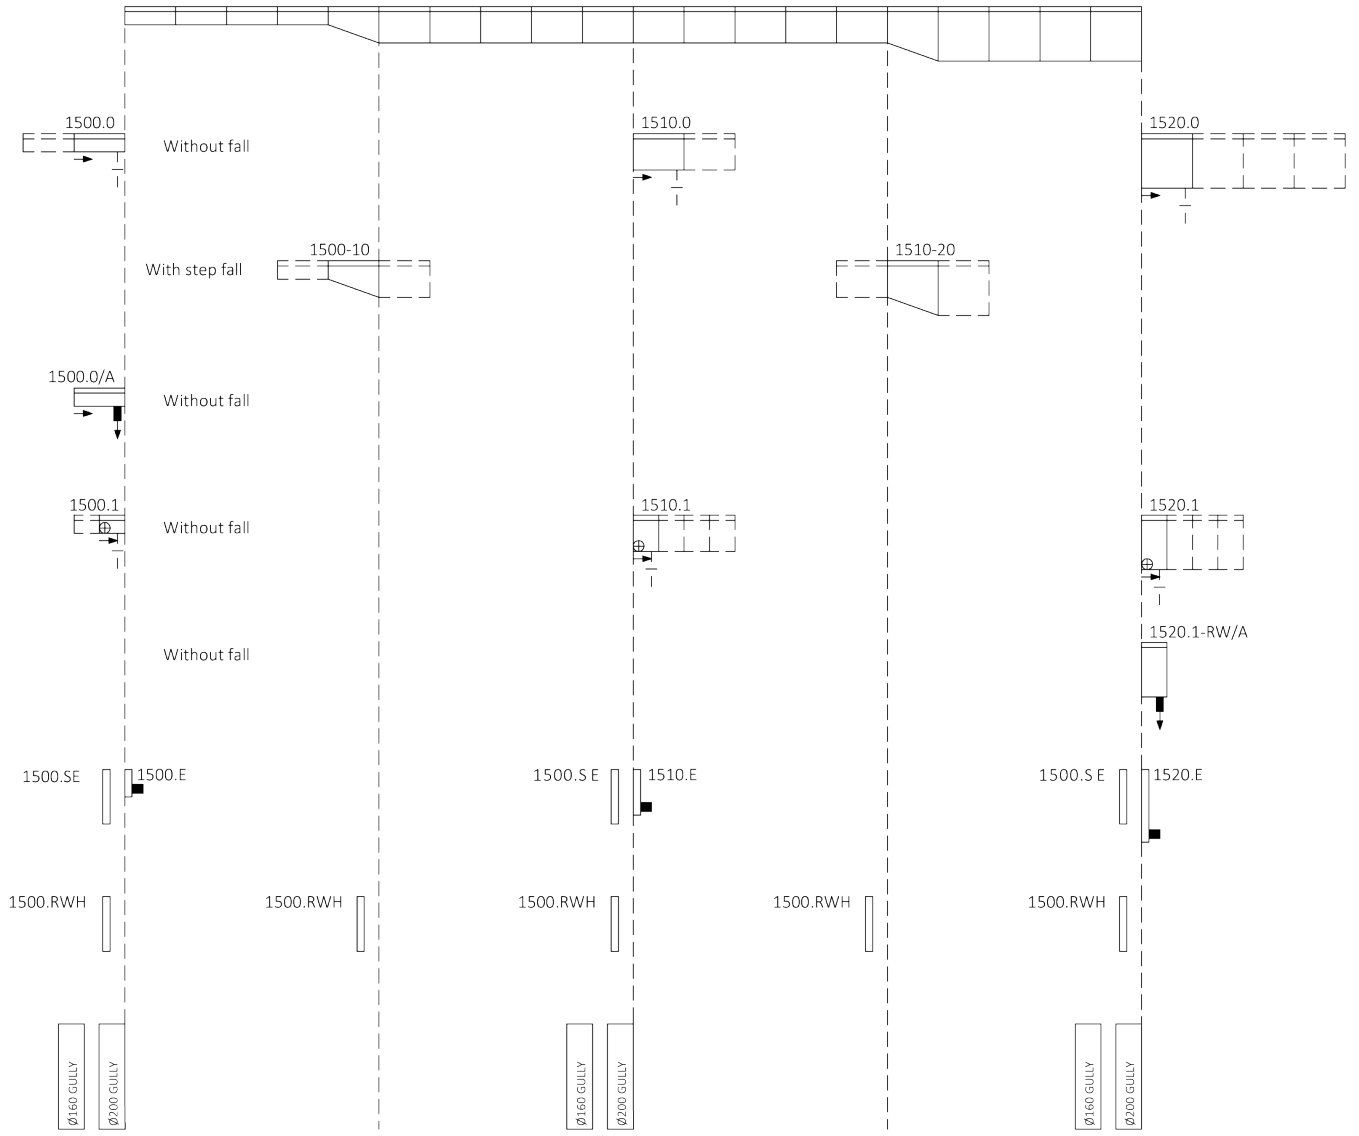 1500.0
1510.0
1520.0
Without fall
1500-10
1510-20
With step fall
1500.0/A
Without fall
1500.1
1510.1
1520.1
Without fall
1520.1-RW/A
Without fall
1500.SE
1500.E
1500.S E
1510.E
1500.S E
1520.E
1500.RWH
1500.RWH
1500.RWH
1500.RWH
1500.RWH
Ø160 GULLY
Ø200 GULLY
Ø160 GULLY
Ø200 GULLY
Ø160 GULLY
Ø200 GULLY